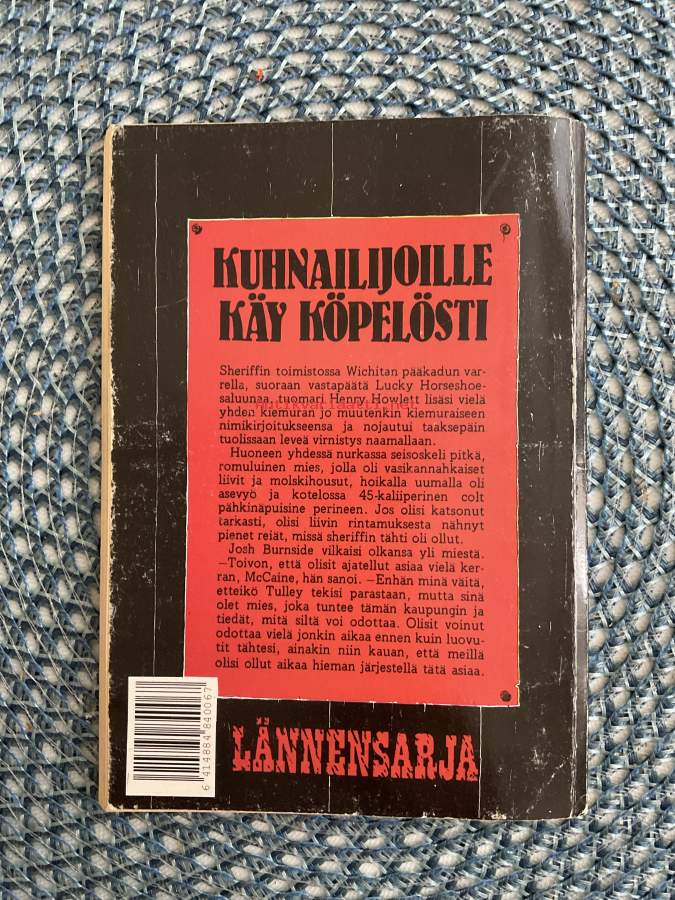 KUHNAILIJOILLE
KÄY KÖPELÖSTI
Sheriffin toimistossa Wichitan pääkadun var-
rella, suoraan vastapäätä Lucky Horseshoe-
saluunaa, tuomari Henry Howlett lisäsi vielä
yhden kiemuran jo muutenkin kiemuraiseen
nimikirjoitukseensa ja nojautui taaksepäin
tuolissaan leveä virnistys naamallaan.
Huoneen yhdessä nurkassa seisoskeli pitkä,
romuluinen mies, jolla oli vasikannahkaiset
liivit ja molskihousut, hoikalla uumalla oli
asevyö ja kotelossa 45-kaliiperinen colt
pähkinäpuisine perineen. Jos olisi katsonut
tarkasti, olisi liivin rintamuksesta nähnyt
pienet reiät, missä sheriffin tähti oli ollut.
Josh Burnside vilkaisi olkansa yli miestä.
—Toivon, että olisit ajatellut asiaa vielä ker-
ran, McCaine, hän sanoi. —Enhän minä väitä,
etteikö Tulley tekisi parastaan, mutta sinä
olet mies, joka tuntee tämän kaupungin ja
tiedät, mitä siltä voi odottaa. Olisit voinut
odottaa vielä jonkin aikaa ennen kuin luovu-
tit tähtesi, ainakin niin kauan, että meillä
olisi ollut aikaa hieman järjestellä tätä asiaa.
LÄNNENSARJA
6 414884 840067